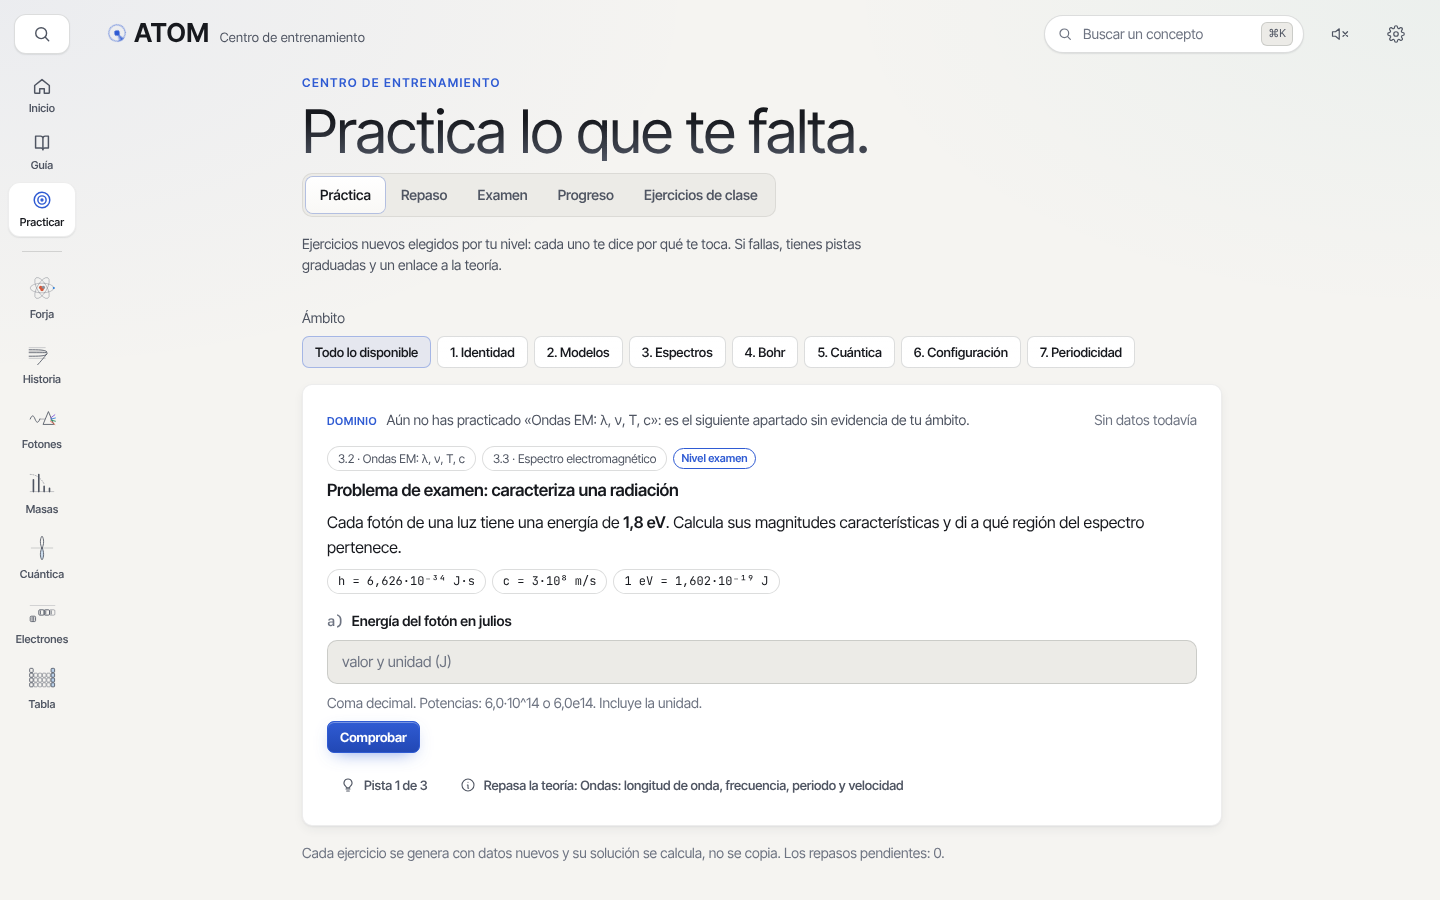 ATOM Centro de entrenamiento
Buscar un concepto ⌘K
Inicio
Guía
Practicar
Forja
Historia
Fotones
Masas
Cuántica
Electrones
Tabla
CENTRO DE ENTRENAMIENTO
Practica lo que te falta.
Práctica Repaso Examen Progreso Ejercicios de clase
Ejercicios nuevos elegidos por tu nivel: cada uno te dice por qué te toca. Si fallas, tienes pistas
graduadas y un enlace a la teoría.
Ámbito
Todo lo disponible 1. Identidad 2. Modelos 3. Espectros 4. Bohr 5. Cuántica 6. Configuración 7. Periodicidad
DOMINIO Aún no has practicado «Ondas EM: λ, ν, T, c»: es el siguiente apartado sin evidencia de tu ámbito. Sin datos todavía
3.2 · Ondas EM: λ, ν, T, c 3.3 · Espectro electromagnético Nivel examen
Problema de examen: caracteriza una radiación
Cada fotón de una luz tiene una energía de 1,8 eV. Calcula sus magnitudes características y di a qué región del espectro
pertenece.
h = 6,626·10⁻³⁴ J·s c = 3·10⁸ m/s 1 eV = 1,602·10⁻¹⁹ J
a) Energía del fotón en julios
valor y unidad (J)
Coma decimal. Potencias: 6,0·10^14 o 6,0e14. Incluye la unidad.
Comprobar
Pista 1 de 3 Repasa la teoría: Ondas: longitud de onda, frecuencia, periodo y velocidad
Cada ejercicio se genera con datos nuevos y su solución se calcula, no se copia. Los repasos pendientes: 0.